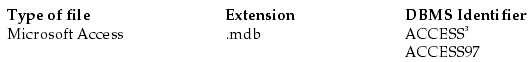 Type of file Extension DBMS Identifier
Microsoft Access .mdb ACCESS³
ACCESS97